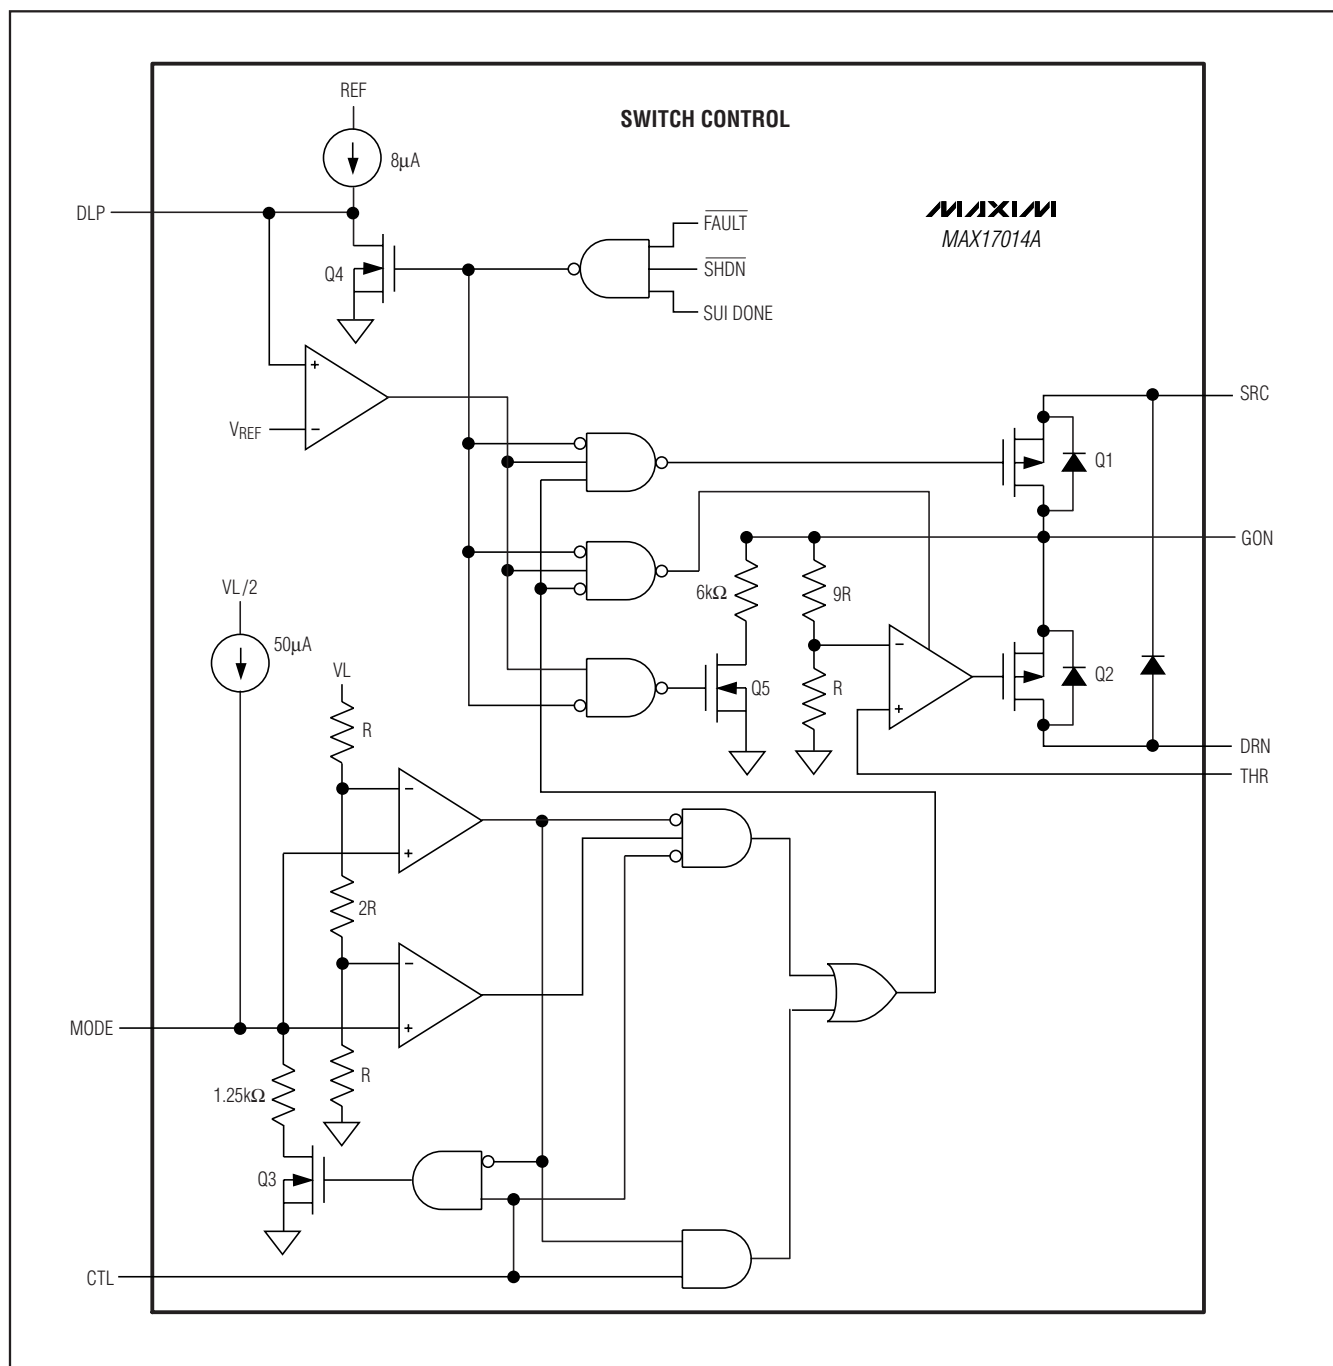 SWITCH CONTROL
MAXIM
MAX17014A
REF
8µA
DLP
Q4
FAULT
SHDN
SUI DONE
VREF
SRC
Q1
GON
6kΩ
9R
Q5
R
Q2
DRN
THR
VL/2
50µA
VL
R
2R
MODE
R
1.25kΩ
Q3
CTL